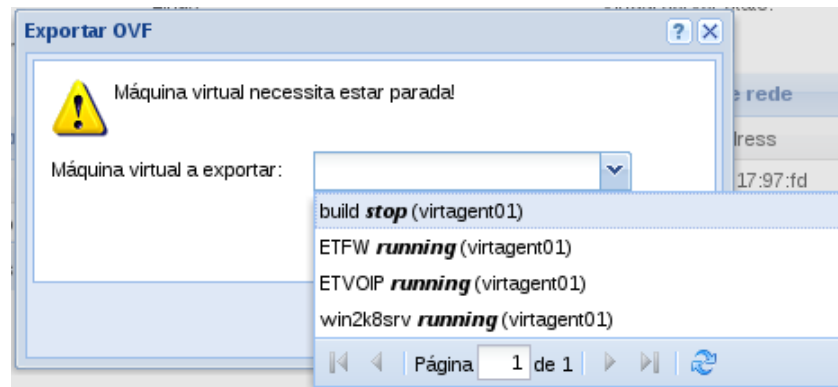 Exportar OVF
Máquina virtual necessita estar parada!
e rede
Máquina virtual a exportar:
dress
17:97:fd
build stop (virtagent01)
ETFW running (virtagent01)
ETVOIP running (virtagent01)
win2k8srv running (virtagent01)
Página 1 de 1